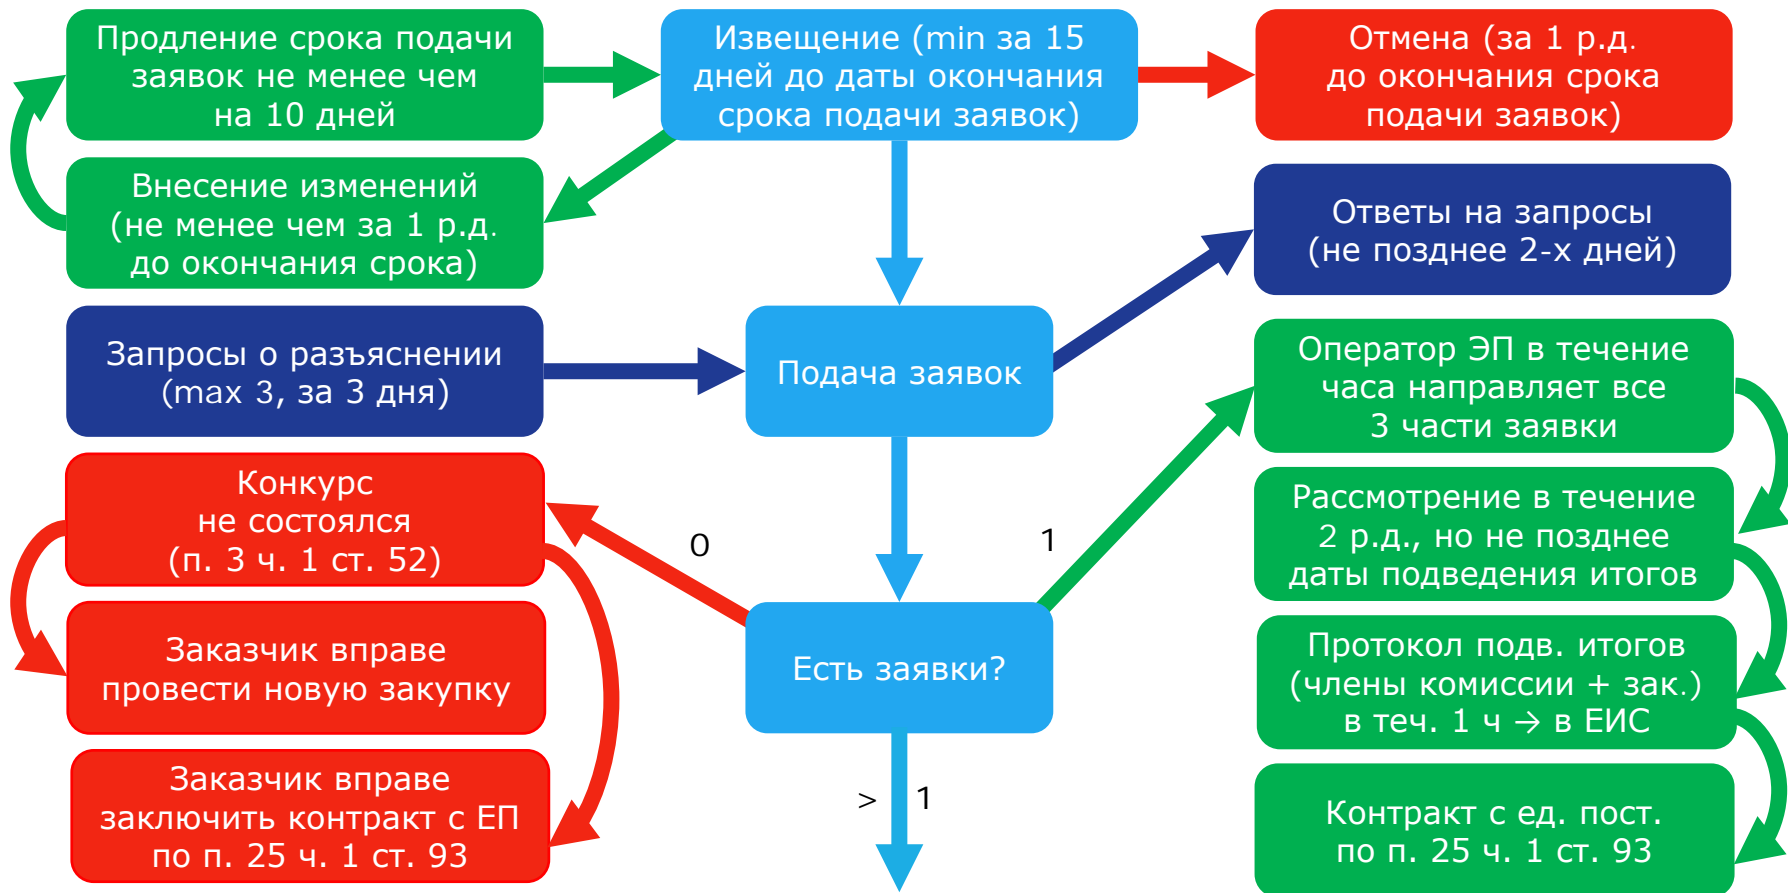 Продление срока подачи
заявок не менее чем
на 10 дней
Извещение (min за 15
дней до даты окончания
срока подачи заявок)
Отмена (за 1 р.д.
до окончания срока
подачи заявок)
Внесение изменений
(не менее чем за 1 р.д.
до окончания срока)
Ответы на запросы
(не позднее 2-х дней)
Запросы о разъяснении
(max 3, за 3 дня)
Подача заявок
Оператор ЭП в течение
часа направляет все
3 части заявки
Конкурс
не состоялся
(п. 3 ч. 1 ст. 52)
0
1
Рассмотрение в течение
2 р.д., но не позднее
даты подведения итогов
Заказчик вправе
провести новую закупку
Есть заявки?
Протокол подв. итогов
(члены комиссии + зак.)
в теч. 1 ч → в ЕИС
Заказчик вправе
заключить контракт с ЕП
по п. 25 ч. 1 ст. 93
> 1
Контракт с ед. пост.
по п. 25 ч. 1 ст. 93